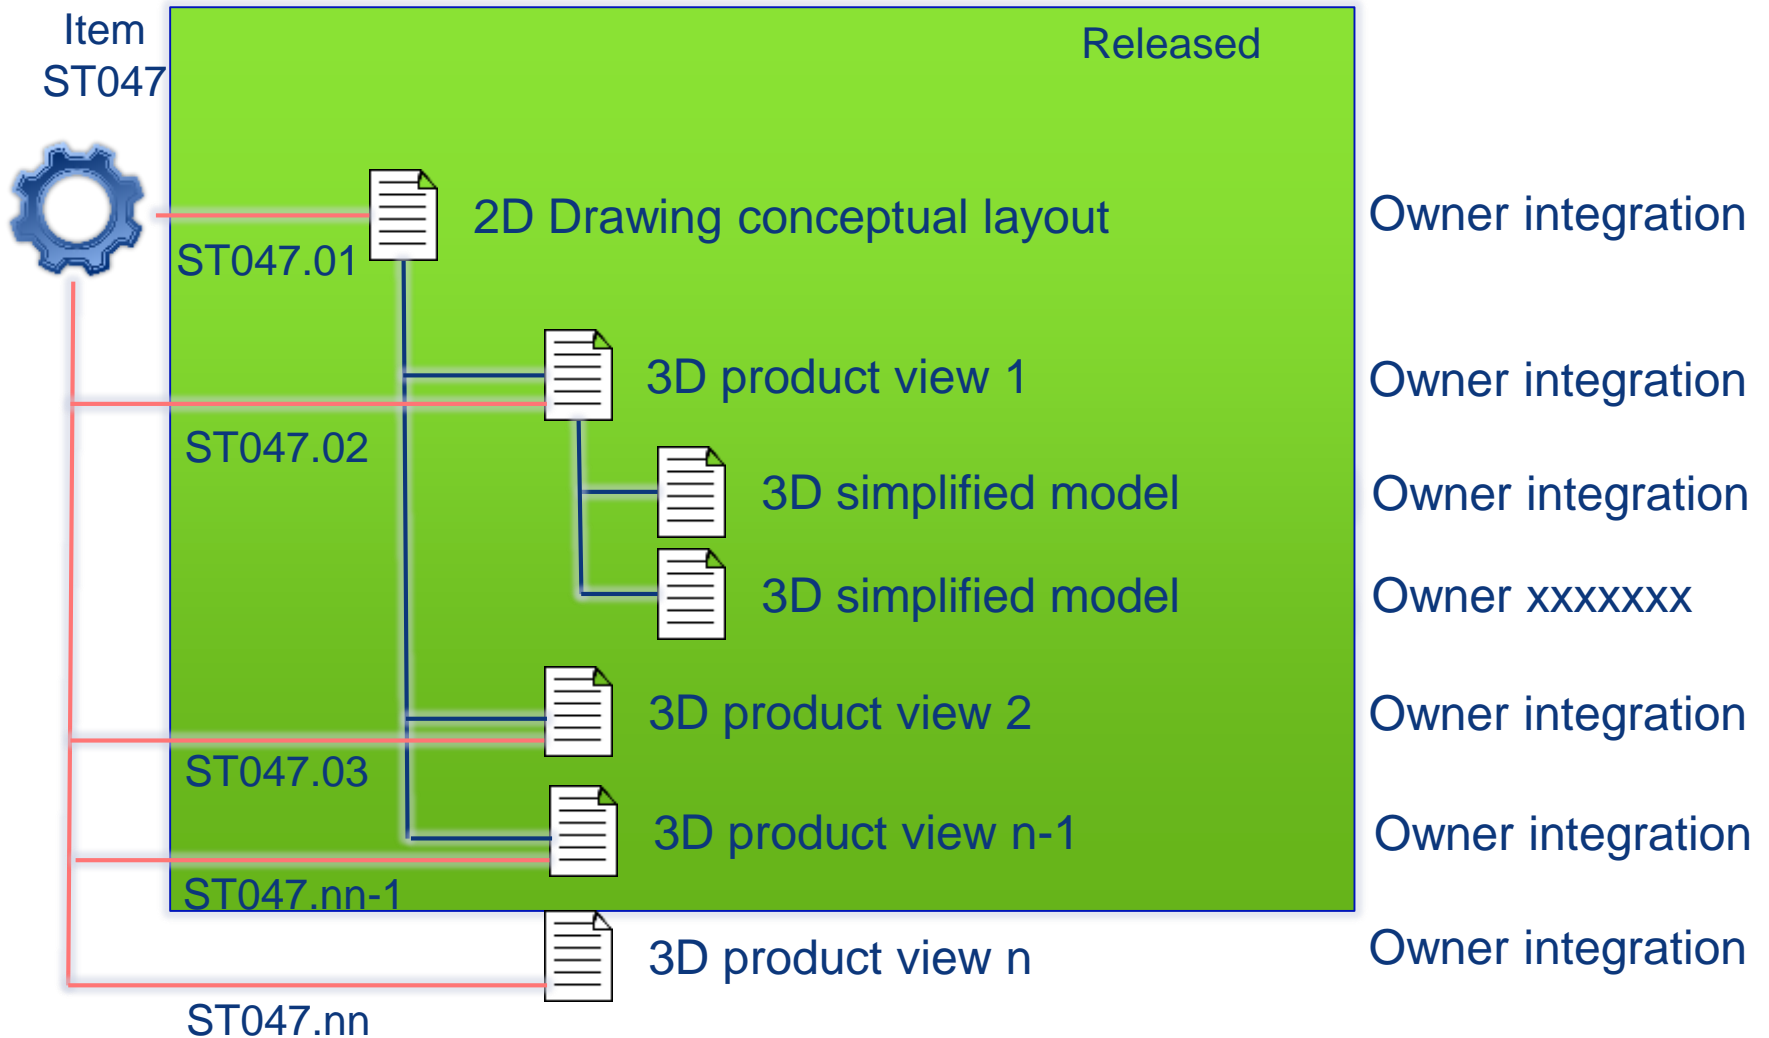 Item
ST047
Released
2D Drawing conceptual layout
Owner integration
ST047.01
3D product view 1
Owner integration
ST047.02
3D simplified model
Owner integration
3D simplified model
Owner xxxxxxx
3D product view 2
Owner integration
ST047.03
3D product view n-1
Owner integration
ST047.nn-1
3D product view n
Owner integration
ST047.nn